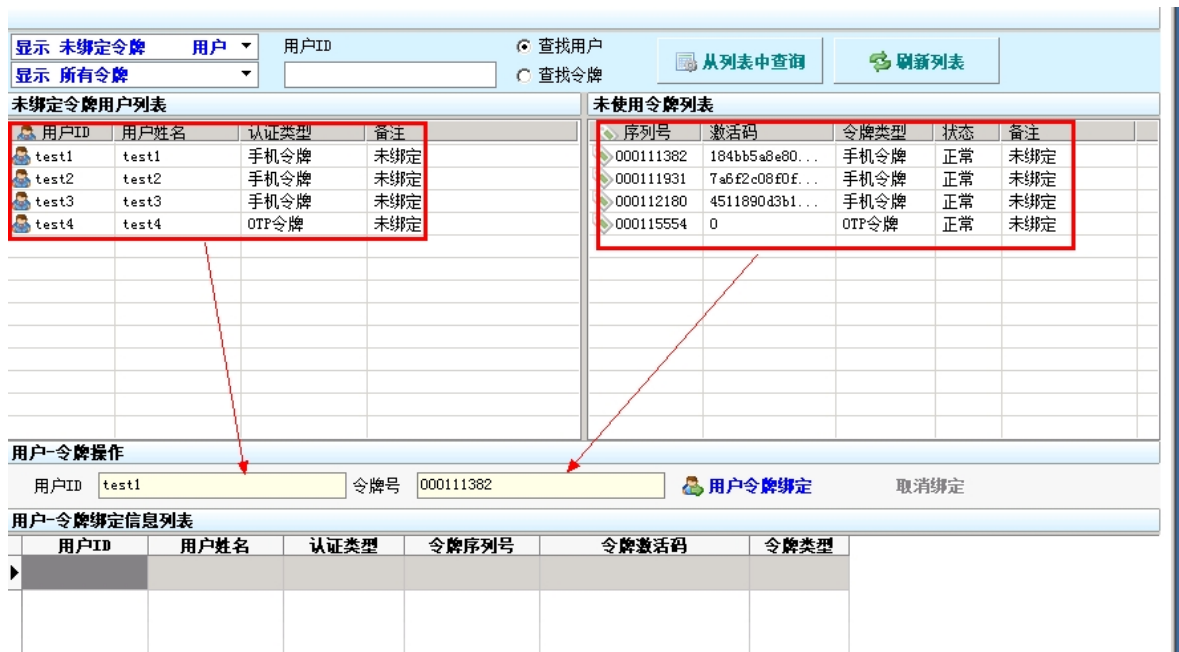 显示 未绑定令牌 用户 用户ID 查找用户 从列表中查询 刷新列表
显示 所有令牌 查找令牌
未绑定令牌用户列表 未使用令牌列表
用户ID 用户姓名 认证类型 备注 序列号 激活码 令牌类型 状态 备注
test1 test1 手机令牌 未绑定 000111382 184bb5a8e80... 手机令牌 正常 未绑定
test2 test2 手机令牌 未绑定 000111931 7a6f2c08f0f... 手机令牌 正常 未绑定
test3 test3 手机令牌 未绑定 000112180 4511890d3b1... 手机令牌 正常 未绑定
test4 test4 OTP令牌 未绑定 000115554 0 OTP令牌 正常 未绑定
用户-令牌操作
用户ID test1 令牌号 000111382 用户令牌绑定 取消绑定
用户-令牌绑定信息列表
用户ID 用户姓名 认证类型 令牌序列号 令牌激活码 令牌类型